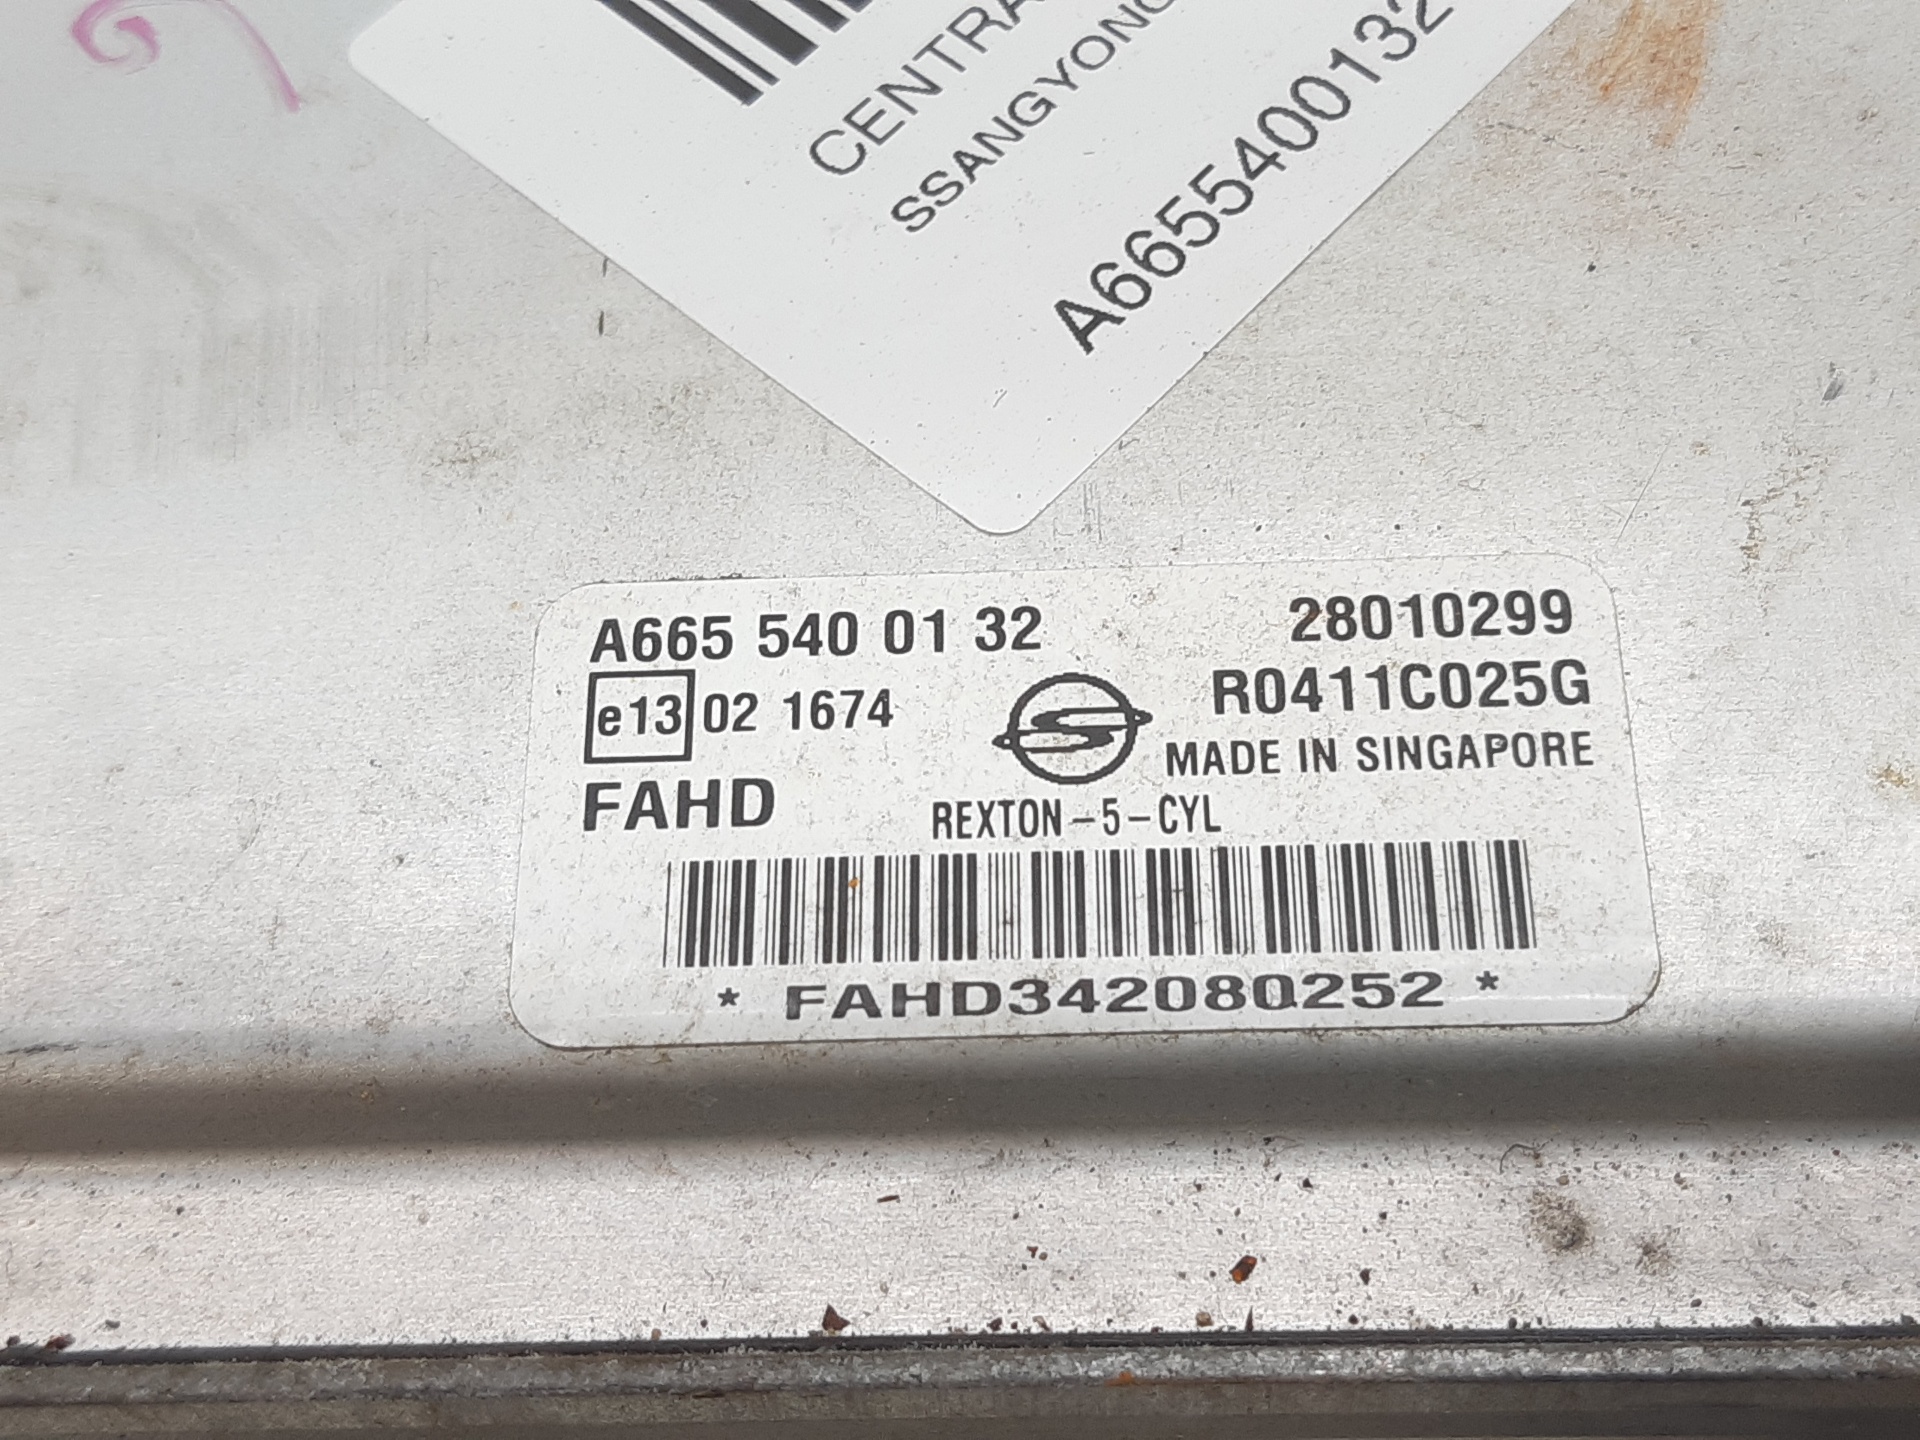 CENTRA
SSANGYONG
A6655400132
A665 540 01 32
28010299
e13 02 1674
R0411C025G
MADE IN SINGAPORE
FAHD
REXTON-5-CYL
* FAHD342080252 *